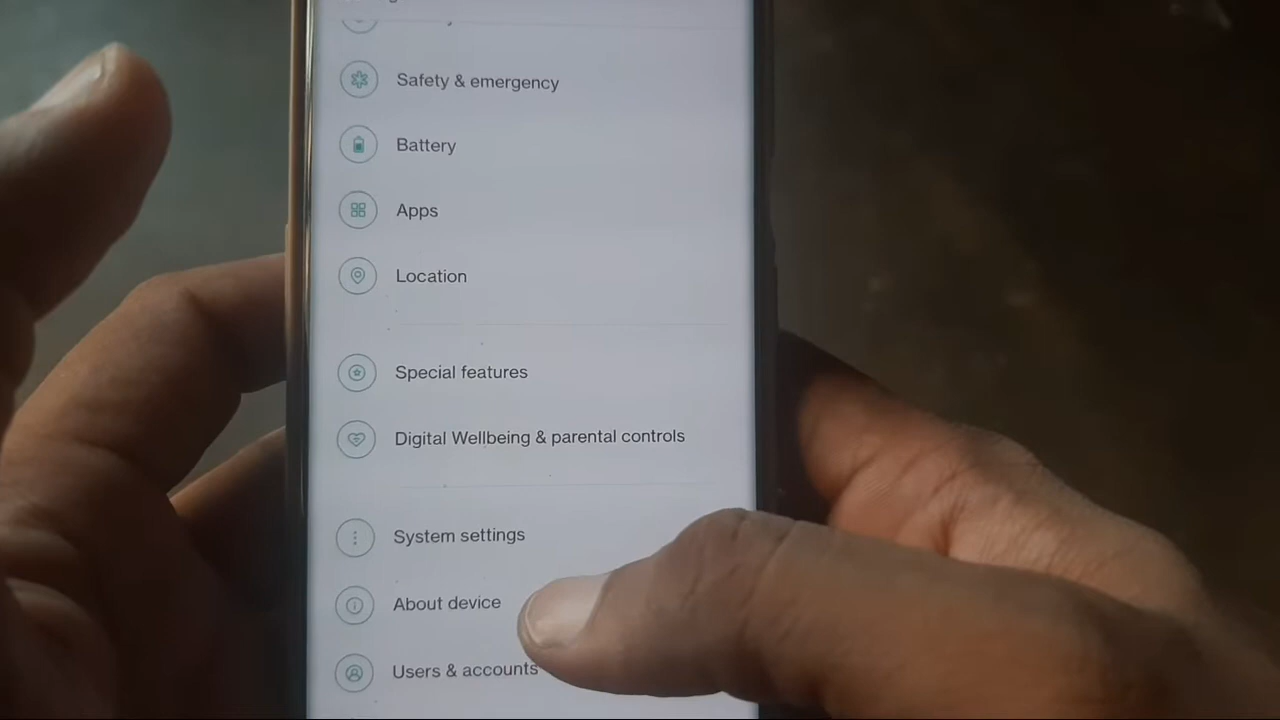 Safety & emergency
Battery
Apps
Location
Special features
Digital Wellbeing & parental controls
System settings
About device
Users & accounts